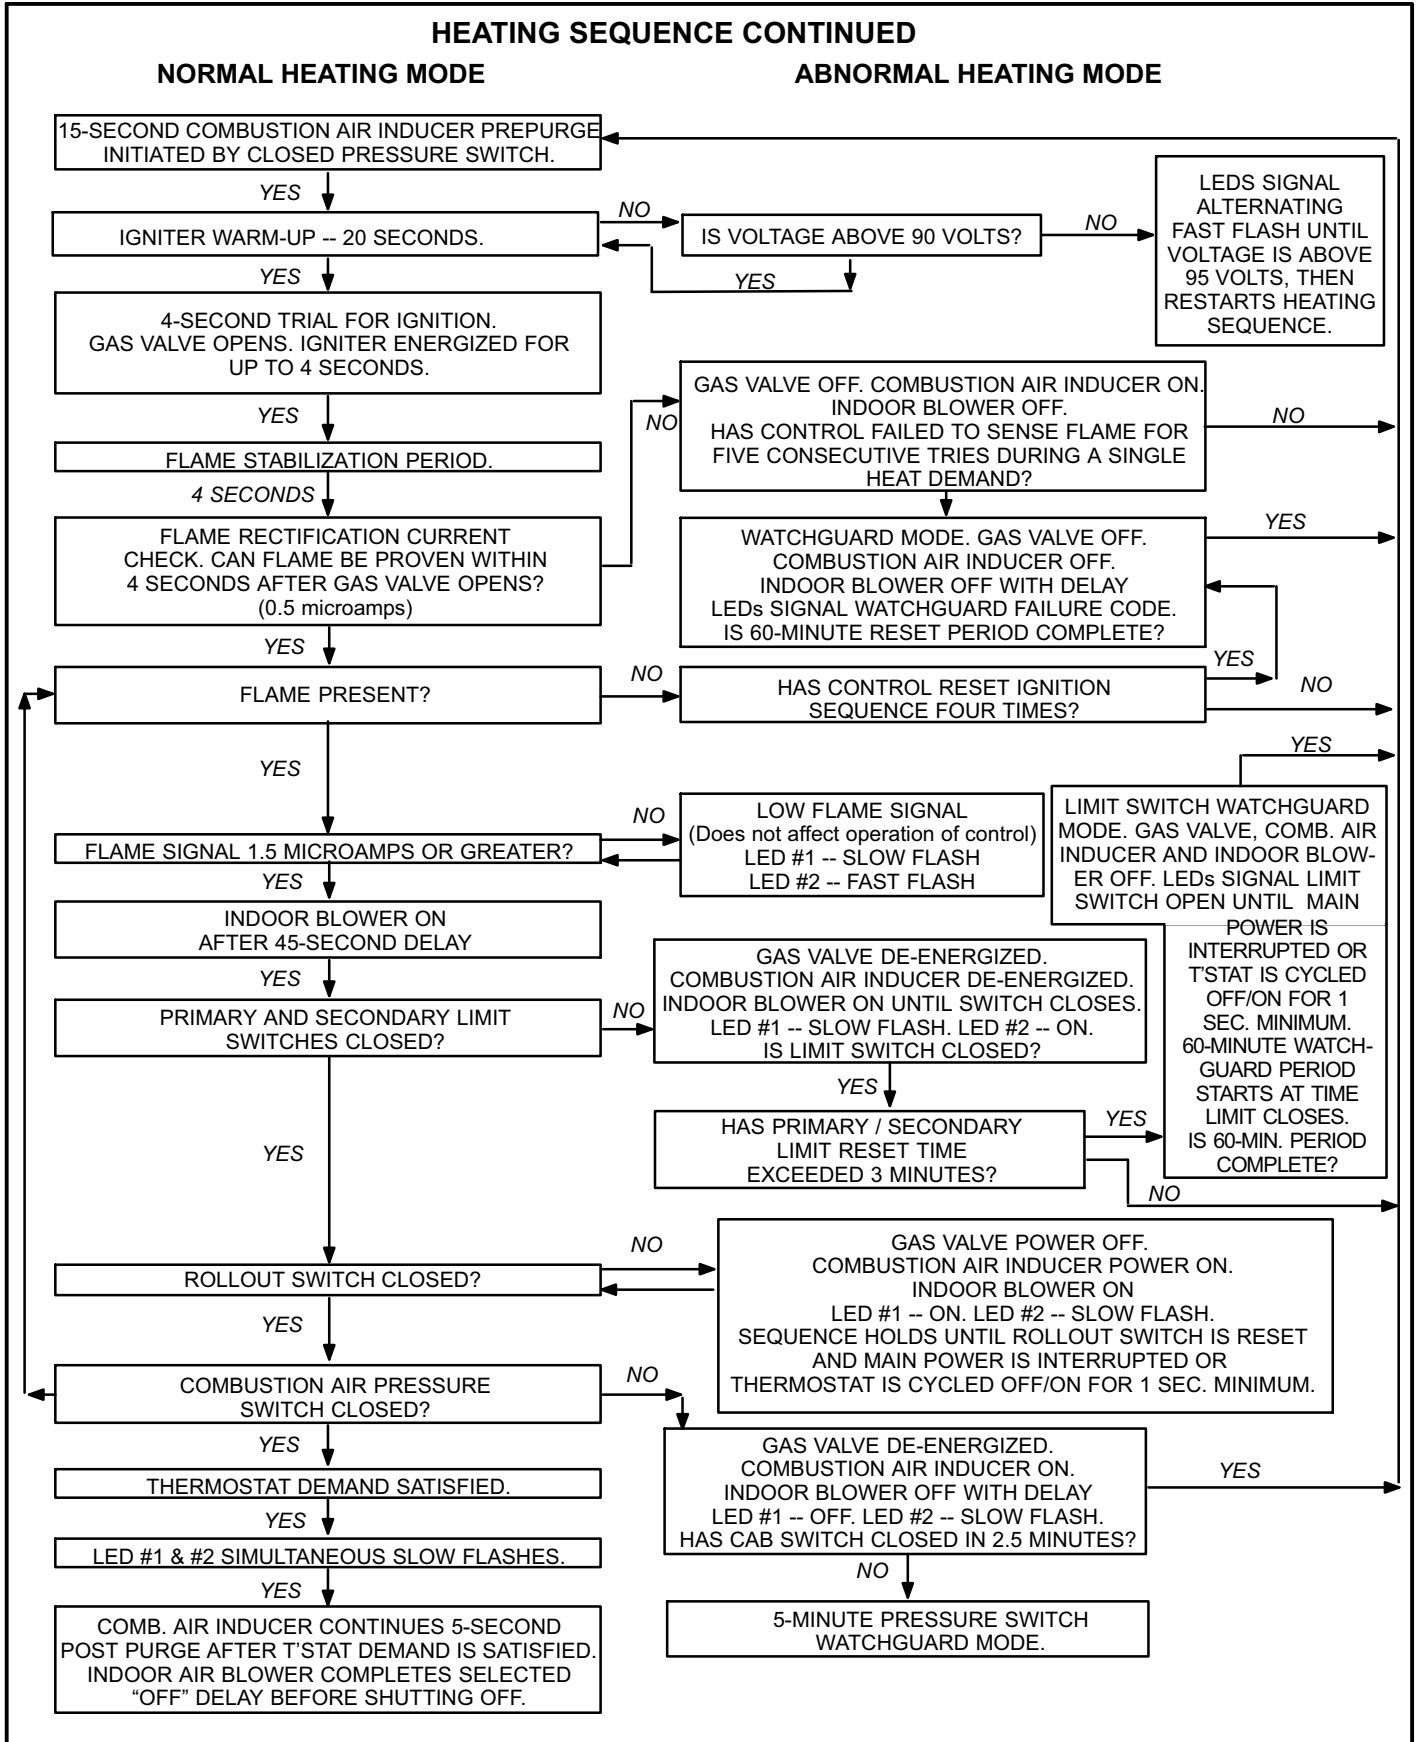 HEATING SEQUENCE CONTINUED
NORMAL HEATING MODE
ABNORMAL HEATING MODE
15-SECOND COMBUSTION AIR INDUCER PREPURGE
INITIATED BY CLOSED PRESSURE SWITCH.
YES
IGNITER WARM-UP -- 20 SECONDS.
NO
IS VOLTAGE ABOVE 90 VOLTS?
YES
NO
LEDS SIGNAL
ALTERNATING
FAST FLASH UNTIL
VOLTAGE IS ABOVE
95 VOLTS, THEN
RESTARTS HEATING
SEQUENCE.
YES
4-SECOND TRIAL FOR IGNITION.
GAS VALVE OPENS. IGNITER ENERGIZED FOR
UP TO 4 SECONDS.
YES
FLAME STABILIZATION PERIOD.
4 SECONDS
FLAME RECTIFICATION CURRENT
CHECK. CAN FLAME BE PROVEN WITHIN
4 SECONDS AFTER GAS VALVE OPENS?
(0.5 microamps)
NO
GAS VALVE OFF. COMBUSTION AIR INDUCER ON.
INDOOR BLOWER OFF.
HAS CONTROL FAILED TO SENSE FLAME FOR
FIVE CONSECUTIVE TRIES DURING A SINGLE
HEAT DEMAND?
NO
WATCHGUARD MODE. GAS VALVE OFF.
COMBUSTION AIR INDUCER OFF.
INDOOR BLOWER OFF WITH DELAY
LEDs SIGNAL WATCHGUARD FAILURE CODE.
IS 60-MINUTE RESET PERIOD COMPLETE?
YES
YES
FLAME PRESENT?
NO
HAS CONTROL RESET IGNITION
SEQUENCE FOUR TIMES?
YES
NO
YES
FLAME SIGNAL 1.5 MICROAMPS OR GREATER?
NO
LOW FLAME SIGNAL
(Does not affect operation of control)
LED #1 -- SLOW FLASH
LED #2 -- FAST FLASH
YES
LIMIT SWITCH WATCHGUARD
MODE. GAS VALVE, COMB. AIR
INDUCER AND INDOOR BLOW-
ER OFF. LEDs SIGNAL LIMIT
SWITCH OPEN UNTIL MAIN
POWER IS
INTERRUPTED OR
T'STAT IS CYCLED
OFF/ON FOR 1
SEC. MINIMUM.
60-MINUTE WATCH-
GUARD PERIOD
STARTS AT TIME
LIMIT CLOSES.
IS 60-MIN. PERIOD
COMPLETE?
YES
INDOOR BLOWER ON
AFTER 45-SECOND DELAY
YES
PRIMARY AND SECONDARY LIMIT
SWITCHES CLOSED?
NO
GAS VALVE DE-ENERGIZED.
COMBUSTION AIR INDUCER DE-ENERGIZED.
INDOOR BLOWER ON UNTIL SWITCH CLOSES.
LED #1 -- SLOW FLASH. LED #2 -- ON.
IS LIMIT SWITCH CLOSED?
YES
HAS PRIMARY / SECONDARY
LIMIT RESET TIME
EXCEEDED 3 MINUTES?
YES
NO
YES
ROLLOUT SWITCH CLOSED?
NO
GAS VALVE POWER OFF.
COMBUSTION AIR INDUCER POWER ON.
INDOOR BLOWER ON
LED #1 -- ON. LED #2 -- SLOW FLASH.
SEQUENCE HOLDS UNTIL ROLLOUT SWITCH IS RESET
AND MAIN POWER IS INTERRUPTED OR
THERMOSTAT IS CYCLED OFF/ON FOR 1 SEC. MINIMUM.
YES
COMBUSTION AIR PRESSURE
SWITCH CLOSED?
NO
GAS VALVE DE-ENERGIZED.
COMBUSTION AIR INDUCER ON.
INDOOR BLOWER OFF WITH DELAY
LED #1 -- OFF. LED #2 -- SLOW FLASH.
HAS CAB SWITCH CLOSED IN 2.5 MINUTES?
YES
NO
5-MINUTE PRESSURE SWITCH
WATCHGUARD MODE.
YES
THERMOSTAT DEMAND SATISFIED.
YES
LED #1 & #2 SIMULTANEOUS SLOW FLASHES.
YES
COMB. AIR INDUCER CONTINUES 5-SECOND
POST PURGE AFTER T'STAT DEMAND IS SATISFIED.
INDOOR AIR BLOWER COMPLETES SELECTED
“OFF” DELAY BEFORE SHUTTING OFF.